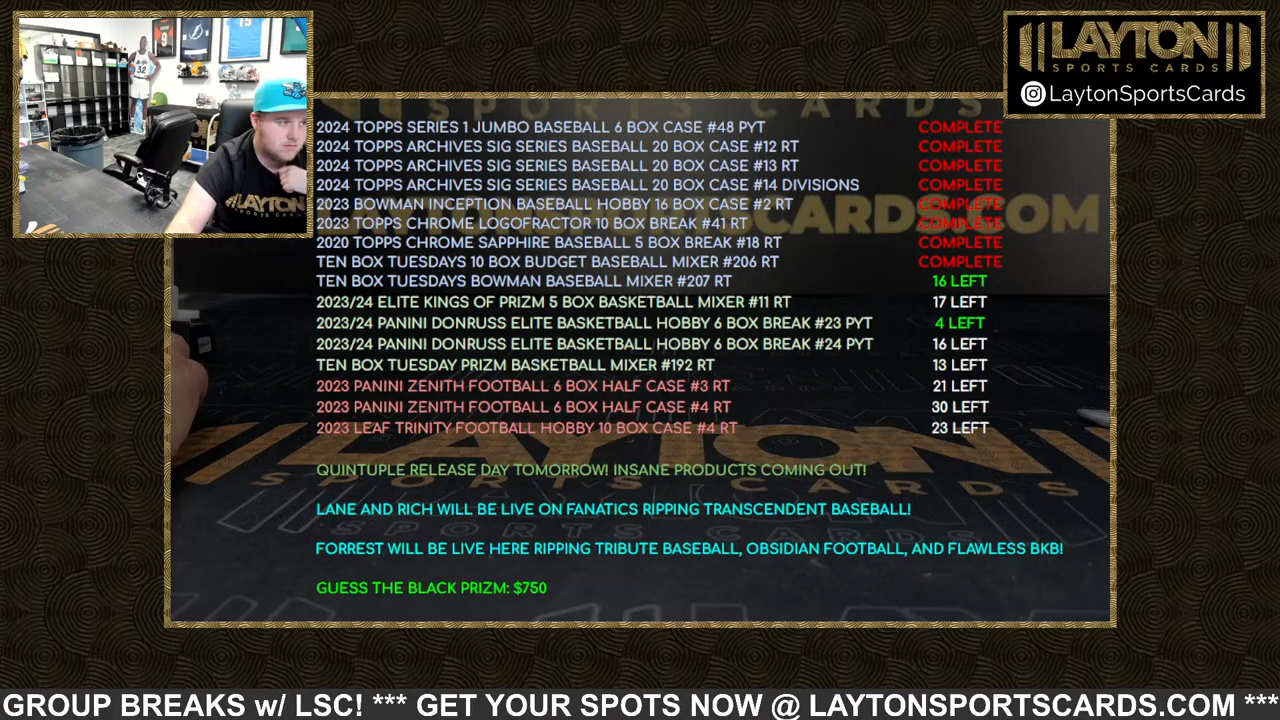 LAYTON
SPORTS CARDS
LaytonSportsCards
SPORTS CARDS
2024 TOPPS SERIES 1 JUMBO BASEBALL 6 BOX CASE #48 PYT COMPLETE
2024 TOPPS ARCHIVES SIG SERIES BASEBALL 20 BOX CASE #12 RT COMPLETE
2024 TOPPS ARCHIVES SIG SERIES BASEBALL 20 BOX CASE #13 RT COMPLETE
2024 TOPPS ARCHIVES SIG SERIES BASEBALL 20 BOX CASE #14 DIVISIONS COMPLETE
2023 BOWMAN INCEPTION BASEBALL HOBBY 16 BOX CASE #2 RT COMPLETE
2023 TOPPS CHROME LOGOFRACTOR 10 BOX BREAK #41 RT COMPLETE
2020 TOPPS CHROME SAPPHIRE BASEBALL 5 BOX BREAK #18 RT COMPLETE
TEN BOX TUESDAYS 10 BOX BUDGET BASEBALL MIXER #206 RT COMPLETE
TEN BOX TUESDAYS BOWMAN BASEBALL MIXER #207 RT 16 LEFT
2023/24 ELITE KINGS OF PRIZM 5 BOX BASKETBALL MIXER #11 RT 17 LEFT
2023/24 PANINI DONRUSS ELITE BASKETBALL HOBBY 6 BOX BREAK #23 PYT 4 LEFT
2023/24 PANINI DONRUSS ELITE BASKETBALL HOBBY 6 BOX BREAK #24 PYT 16 LEFT
TEN BOX TUESDAY PRIZM BASKETBALL MIXER #192 RT 13 LEFT
2023 PANINI ZENITH FOOTBALL 6 BOX HALF CASE #3 RT 21 LEFT
2023 PANINI ZENITH FOOTBALL 6 BOX HALF CASE #4 RT 30 LEFT
2023 LEAF TRINITY FOOTBALL HOBBY 10 BOX CASE #4 RT 23 LEFT
QUINTUPLE RELEASE DAY TOMORROW! INSANE PRODUCTS COMING OUT!
LANE AND RICH WILL BE LIVE ON FANATICS RIPPING TRANSCENDENT BASEBALL!
FORREST WILL BE LIVE HERE RIPPING TRIBUTE BASEBALL, OBSIDIAN FOOTBALL, AND FLAWLESS BKB!
GUESS THE BLACK PRIZM: $750
GROUP BREAKS w/ LSC! *** GET YOUR SPOTS NOW @ LAYTONSPORTSCARDS.COM ***